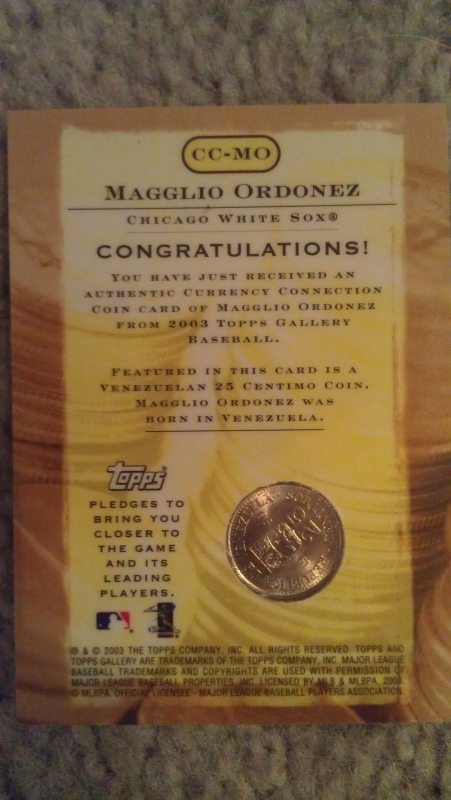 CC-MO
MAGGLIO ORDONEZ
CHICAGO WHITE SOX®
CONGRATULATIONS!
YOU HAVE JUST RECEIVED AN
AUTHENTIC CURRENCY CONNECTION
COIN CARD OF MAGGLIO ORDONEZ
FROM 2003 TOPPS GALLERY
BASEBALL.
FEATURED IN THIS CARD IS A
VENEZUELAN 25 CENTIMO COIN.
MAGGLIO ORDONEZ WAS
BORN IN VENEZUELA.
topps
PLEDGES TO
BRING YOU
CLOSER TO
THE GAME
AND ITS
LEADING
PLAYERS.
® & © 2003 THE TOPPS COMPANY, INC. ALL RIGHTS RESERVED. TOPPS AND
TOPPS GALLERY ARE TRADEMARKS OF THE TOPPS COMPANY, INC. MAJOR LEAGUE
BASEBALL TRADEMARKS AND COPYRIGHTS ARE USED WITH PERMISSION OF
MAJOR LEAGUE BASEBALL PROPERTIES, INC. LICENSED BY MLB & MLBPA, 2003.
© MLBPA. OFFICIAL LICENSEE - MAJOR LEAGUE BASEBALL PLAYERS ASSOCIATION.